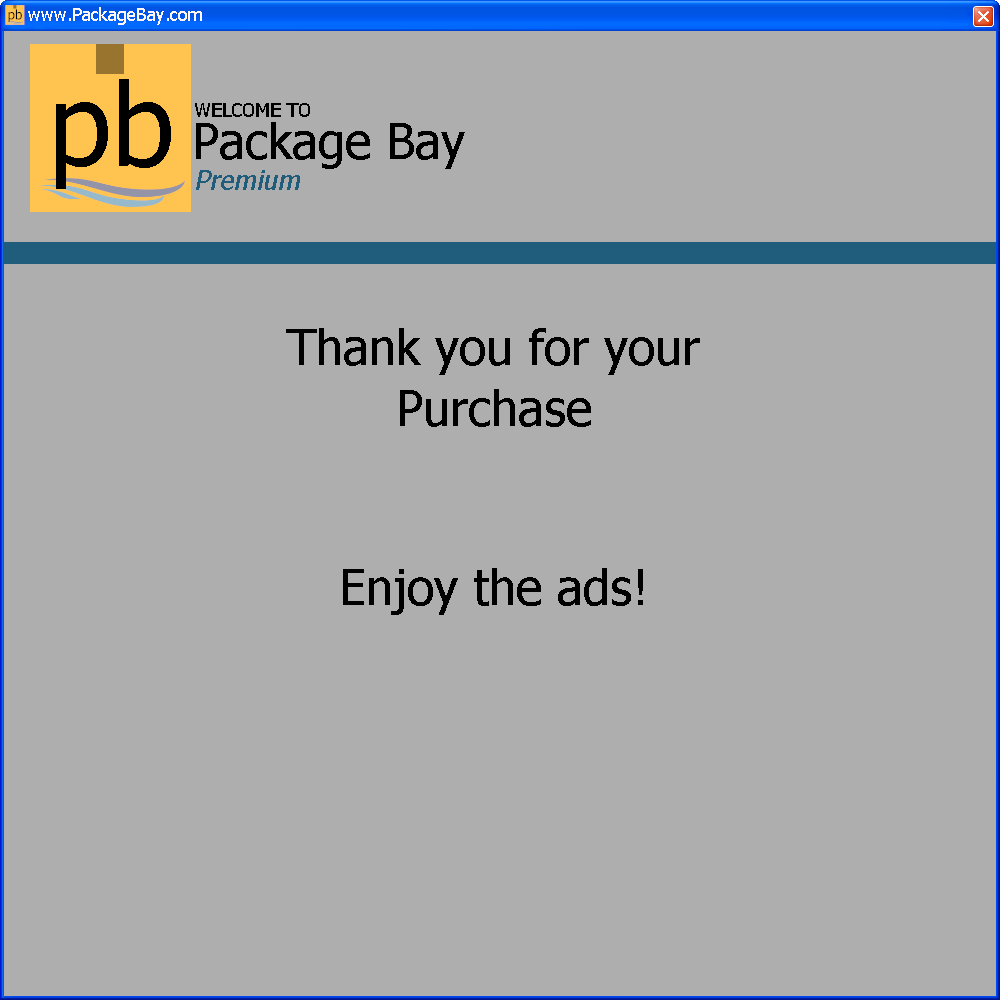 pb www.PackageBay.com
pb
WELCOME TO
Package Bay
Premium
Thank you for your
Purchase
Enjoy the ads!